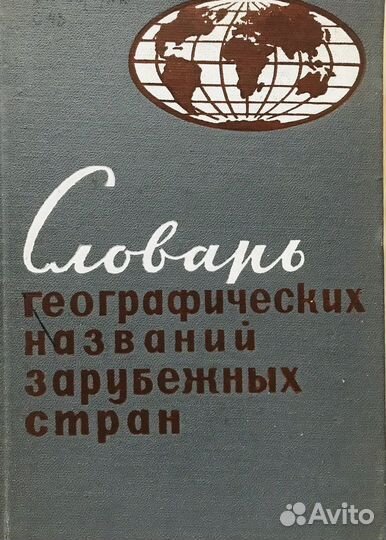 Словарь
географических
названий
зарубежных
стран
Avito